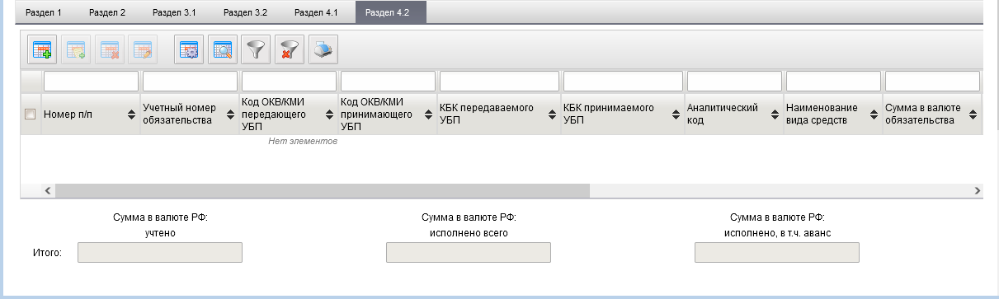 Раздел 1 Раздел 2 Раздел 3.1 Раздел 3.2 Раздел 4.1 Раздел 4.2
Номер п/п
Учетный номер
обязательства
Код ОКВ/КМИ
передающего
УБП
Код ОКВ/КМИ
принимающего
УБП
КБК передаваемого
УБП
КБК принимаемого
УБП
Аналитический
код
Наименование
вида средств
Сумма в валюте
обязательства
Нет элементов
Сумма в валюте РФ: Сумма в валюте РФ: Сумма в валюте РФ:
учтено исполнено всего исполнено, в т.ч. аванс
Итого: